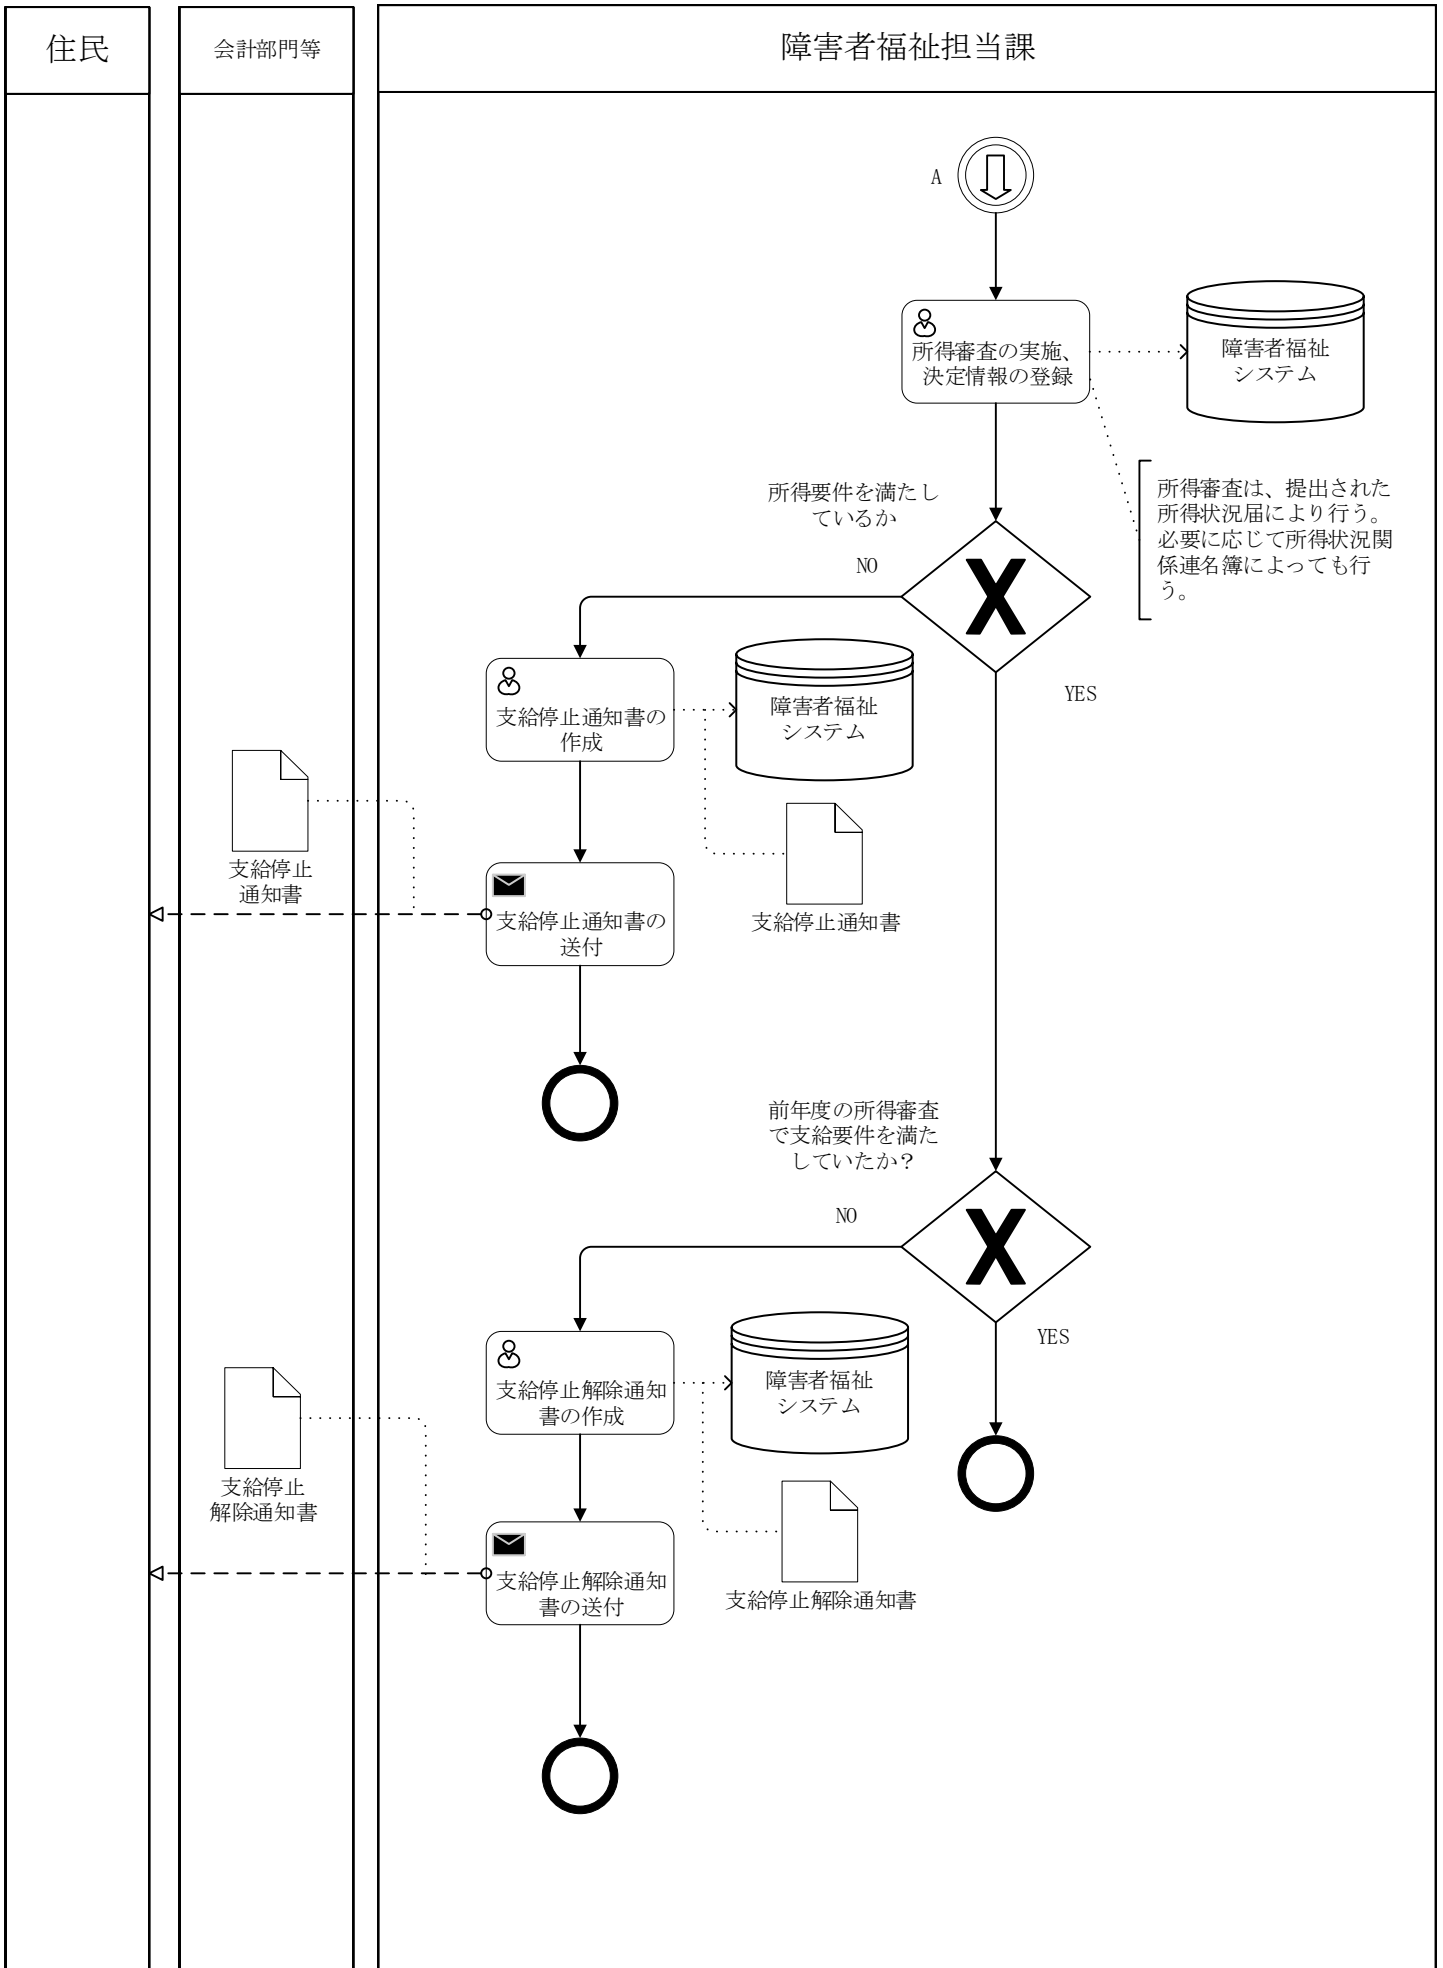 住民
会計部門等
障害者福祉担当課
A
所得審査の実施、
決定情報の登録
障害者福祉
システム
所得審査は、提出された
所得状況届により行う。
必要に応じて所得状況関
係連名簿によっても行
う。
所得要件を満たし
ているか
NO
YES
支給停止通知書の
作成
障害者福祉
システム
支給停止
通知書
支給停止通知書
支給停止通知書の
送付
前年度の所得審査
で支給要件を満た
していたか？
NO
YES
支給停止解除通知
書の作成
障害者福祉
システム
支給停止
解除通知書
支給停止解除通知書
支給停止解除通知
書の送付